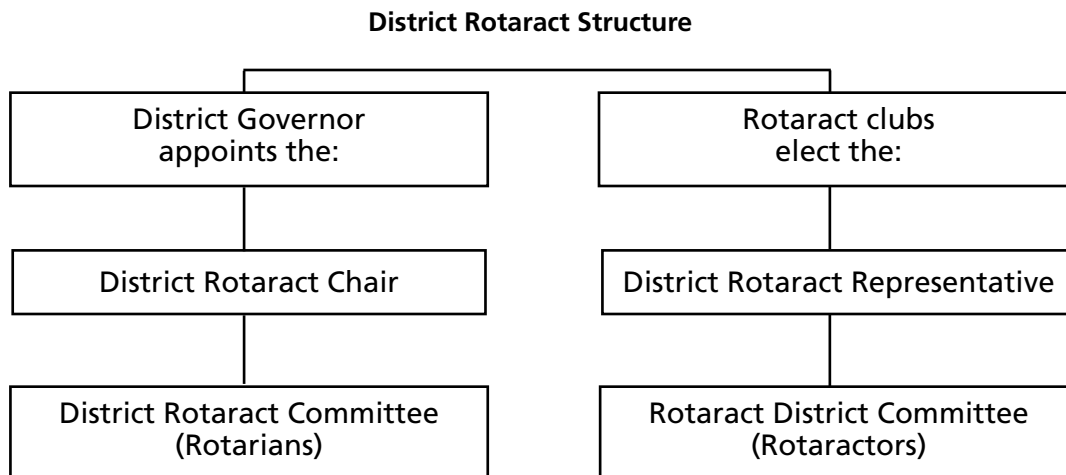 District Rotaract Structure
District Governor
appoints the:
Rotaract clubs
elect the:
District Rotaract Chair
District Rotaract Representative
District Rotaract Committee
(Rotarians)
Rotaract District Committee
(Rotaractors)